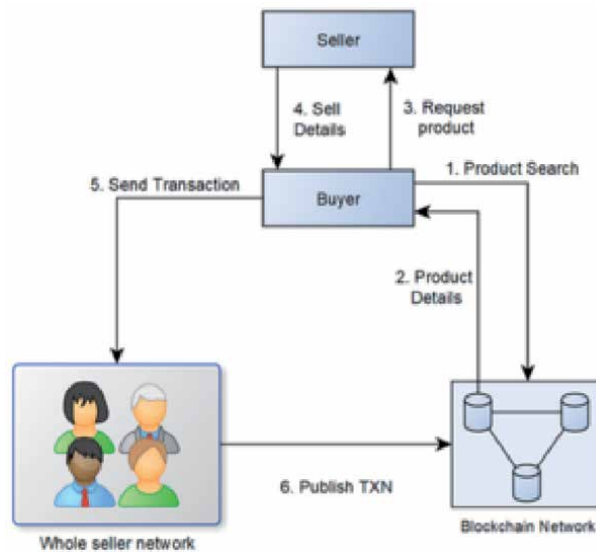 Seller
4. Sell
Details
3. Request
product
5. Send Transaction
1. Product Search
Buyer
2. Product
Details
6. Publish TXN
Whole seller network
Blockchain Network